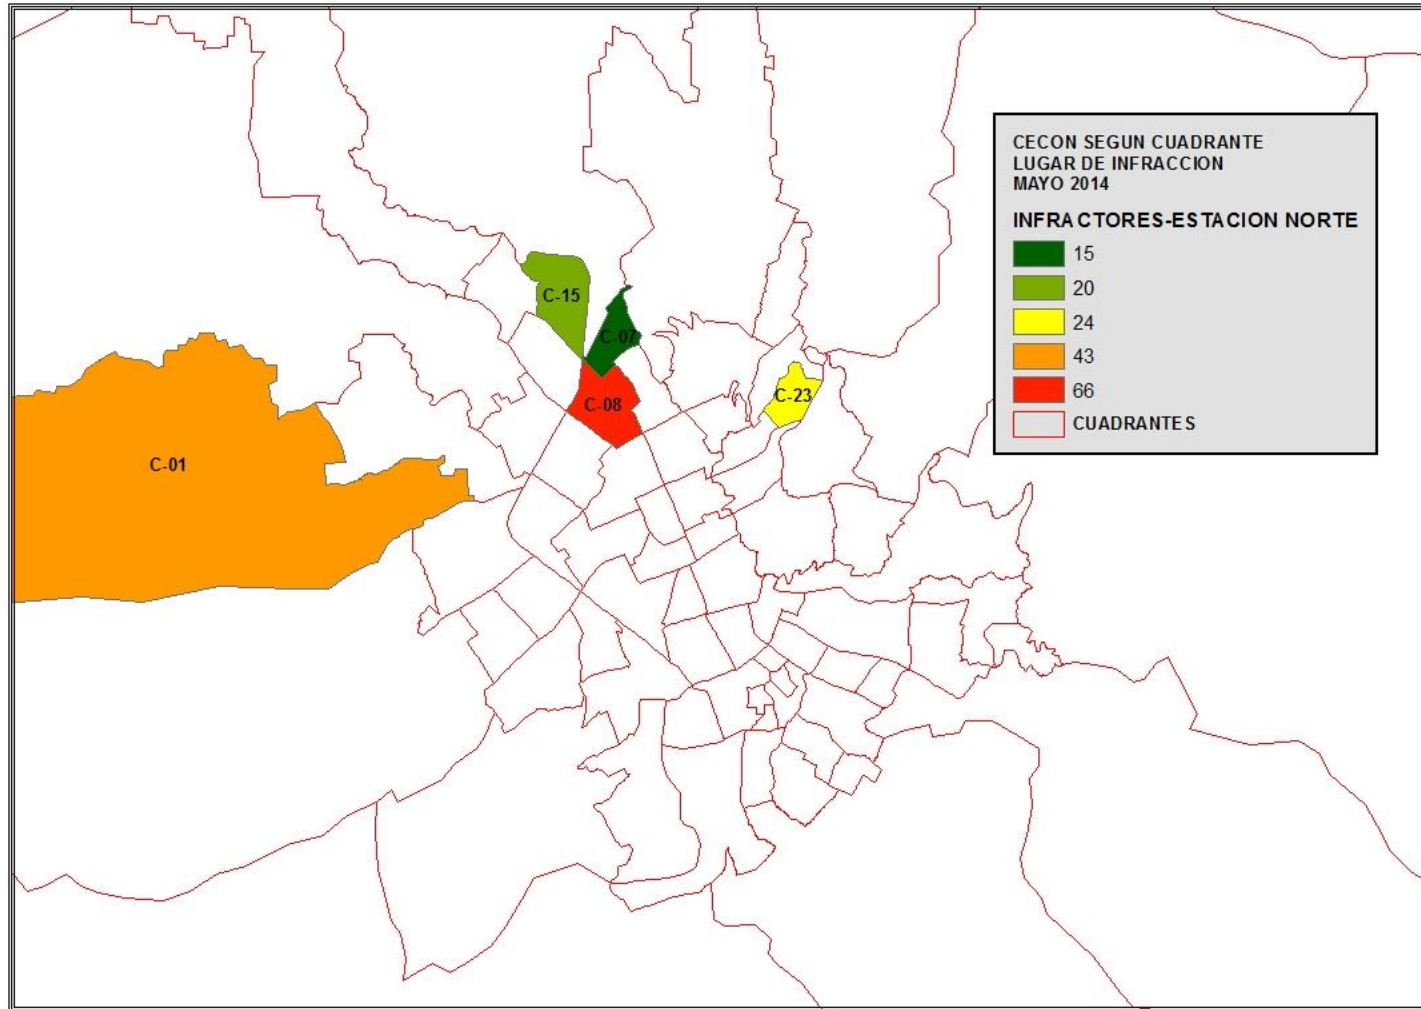 CECON SEGUN CUADRANTE
LUGAR DE INFRACCION
MAYO 2014
INFRACTORES-ESTACION NORTE
15
20
24
43
66
CUADRANTES
C-15
C-07
C-23
C-08
C-01